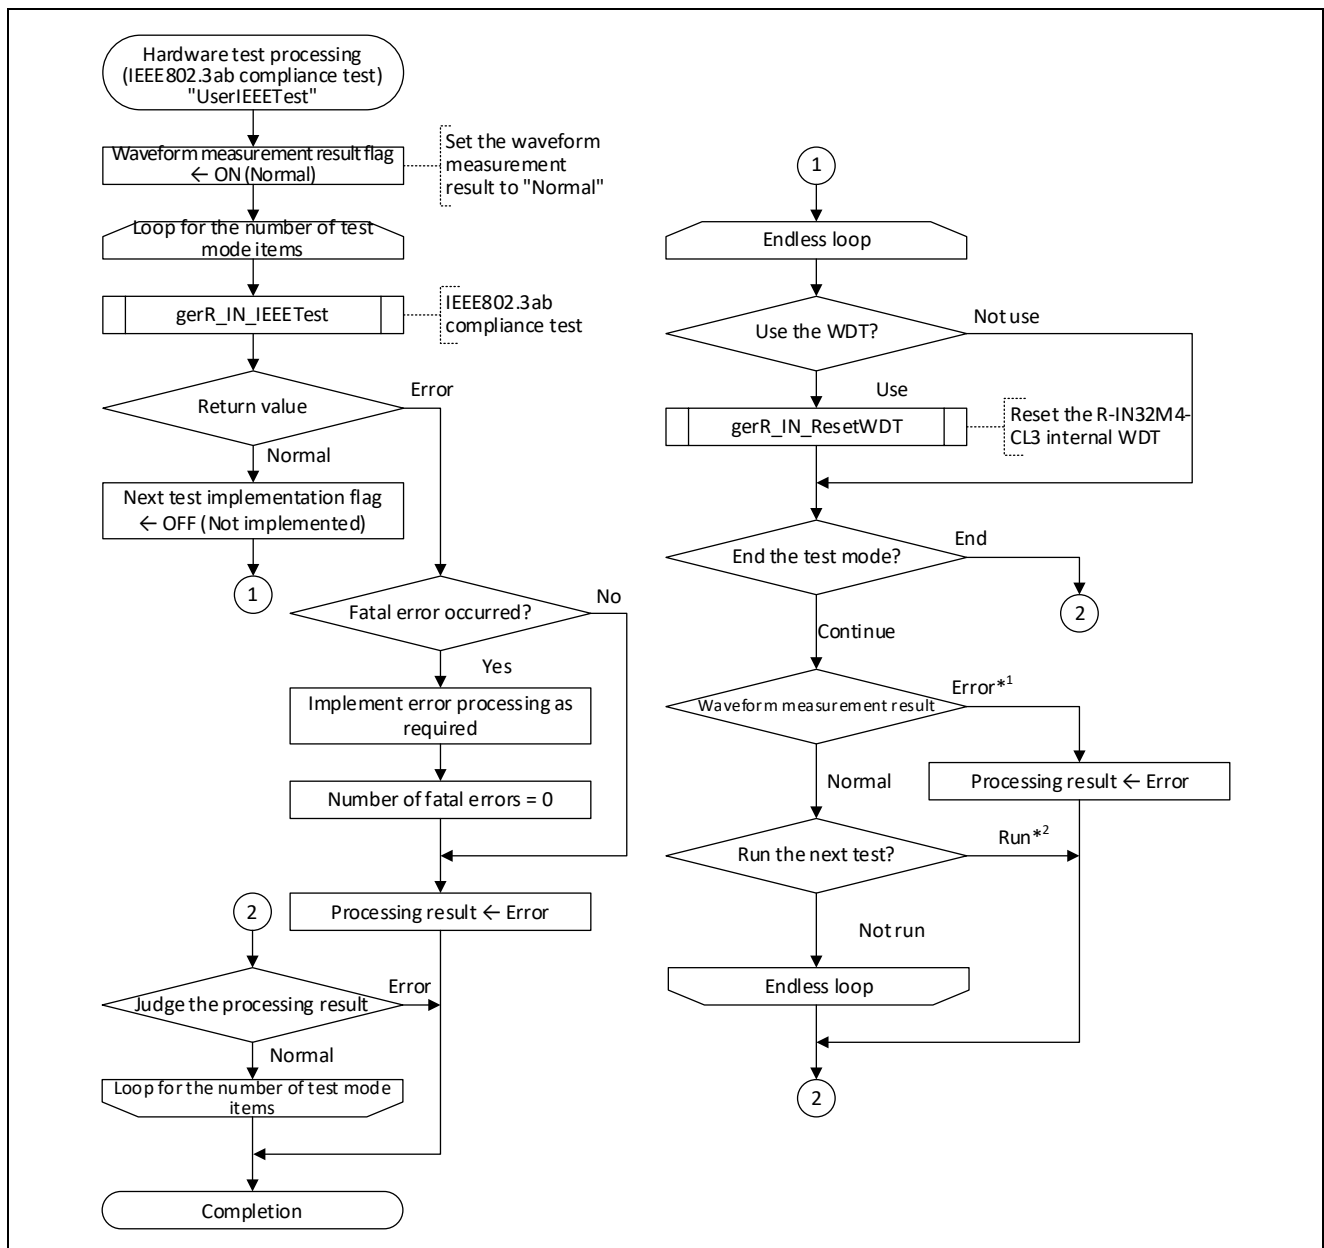 Hardware test processing
(IEEE802.3ab compliance test)
"UserIEEETest"
Waveform measurement result flag
← ON (Normal)
Set the waveform
measurement
result to "Normal"
Loop for the number of test
mode items
gerR_IN_IEEETest
IEEE802.3ab
compliance test
Return value
Error
Normal
Next test implementation flag
← OFF (Not implemented)
1
Fatal error occurred?
No
Yes
Implement error processing as
required
Number of fatal errors = 0
Processing result ← Error
2
Judge the processing result
Error
Normal
Loop for the number of test mode
items
Completion
1
Endless loop
Use the WDT?
Not use
Use
gerR_IN_ResetWDT
Reset the R-IN32M4-
CL3 internal WDT
End the test mode?
End
2
Continue
Waveform measurement result
Error*1
Processing result ← Error
Normal
Run the next test?
Run*2
Not run
Endless loop
2